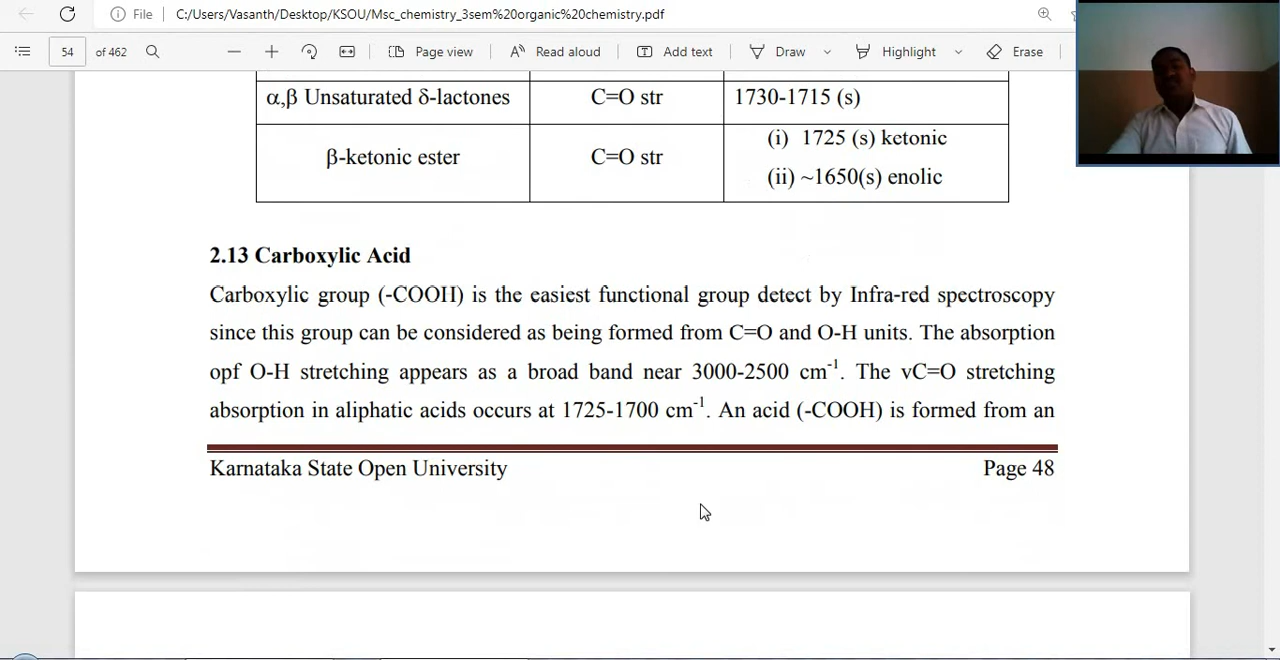 File
C:/Users/Vasanth/Desktop/KSOU/Msc_chemistry_3sem%20organic%20chemistry.pdf
54 of 462
Page view
Read aloud
Add text
Draw
Highlight
Erase
α,β Unsaturated δ-lactones C=O str 1730-1715 (s)
β-ketonic ester C=O str (i) 1725 (s) ketonic
(ii) ~1650(s) enolic
2.13 Carboxylic Acid
Carboxylic group (-COOH) is the easiest functional group detect by Infra-red spectroscopy
since this group can be considered as being formed from C=O and O-H units. The absorption
opf O-H stretching appears as a broad band near 3000-2500 cm⁻¹. The νC=O stretching
absorption in aliphatic acids occurs at 1725-1700 cm⁻¹. An acid (-COOH) is formed from an
Karnataka State Open University Page 48